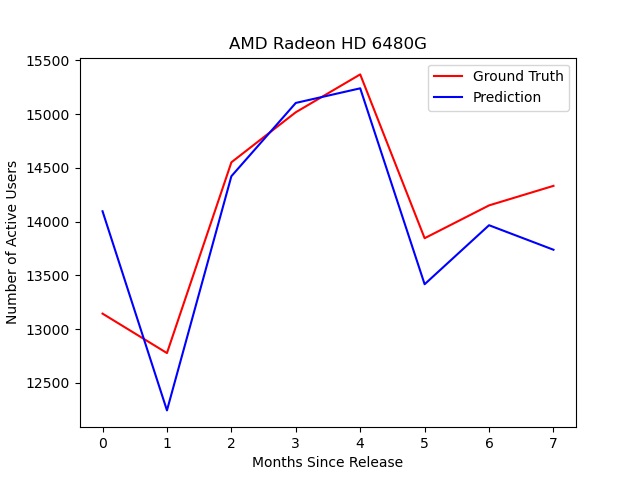 AMD Radeon HD 6480G
Ground Truth
Prediction
15500
15000
14500
14000
13500
13000
12500
Number of Active Users
0 1 2 3 4 5 6 7
Months Since Release